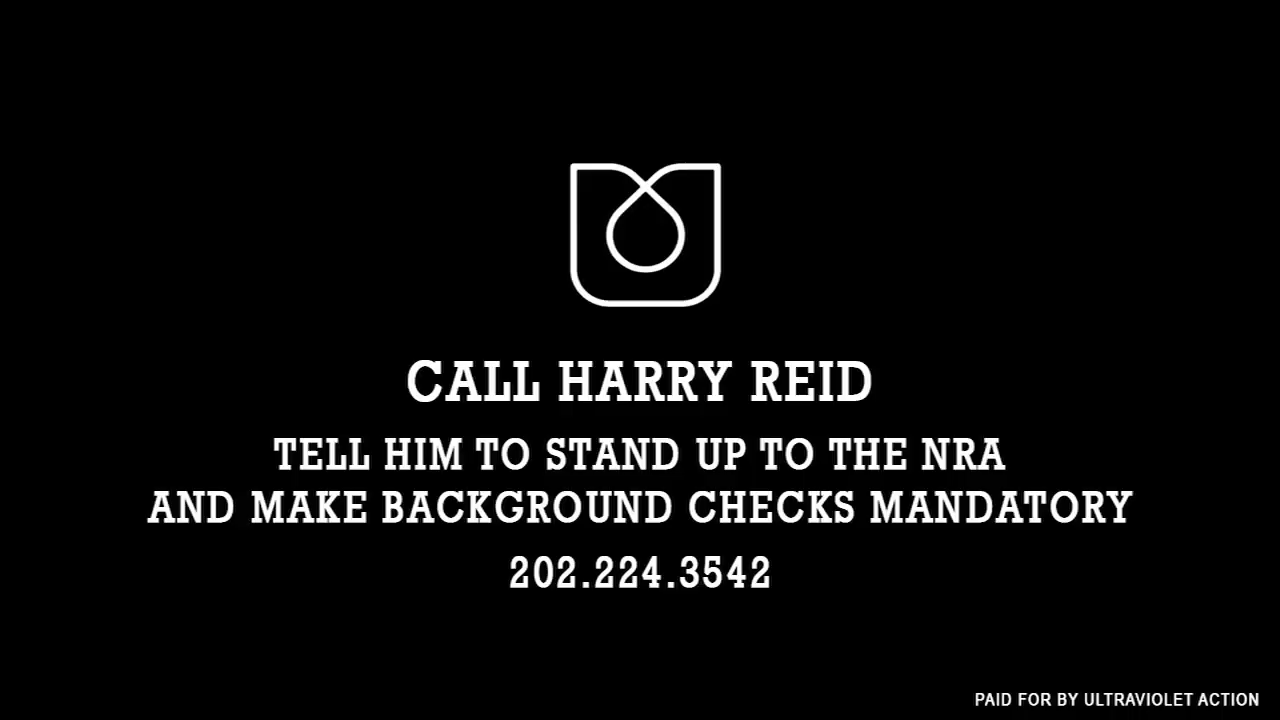 CALL HARRY REID
TELL HIM TO STAND UP TO THE NRA
AND MAKE BACKGROUND CHECKS MANDATORY
202.224.3542
PAID FOR BY ULTRAVIOLET ACTION